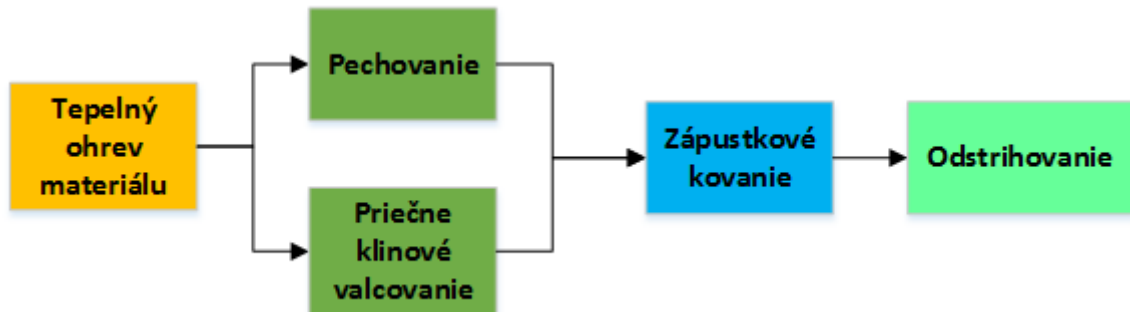 Tepelný
ohrev
materiálu
Pechovanie
Priečne
klinové
valcovanie
Zápustkové
kovanie
Odstrihovanie